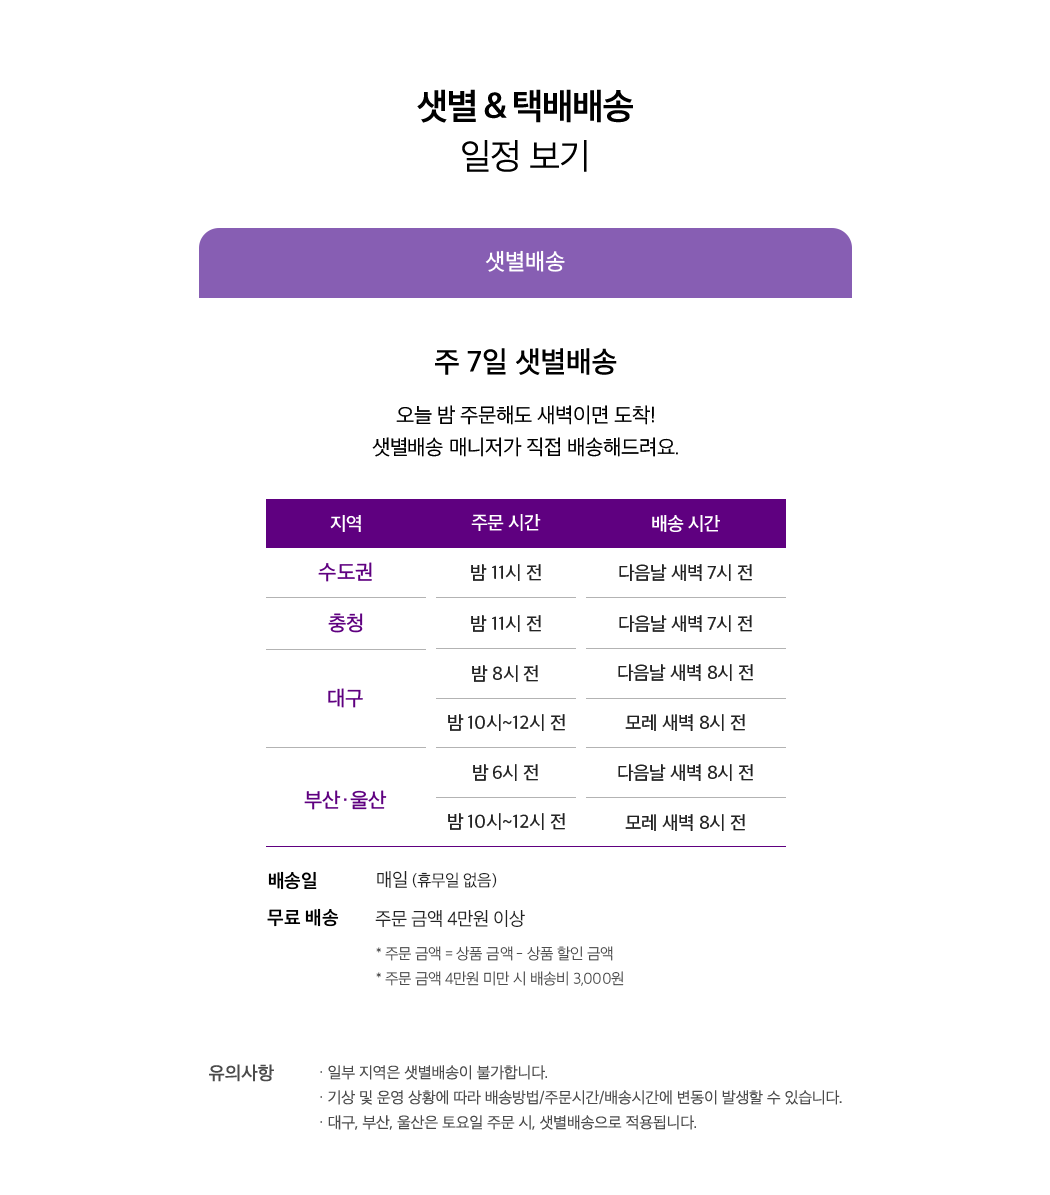 샛별 & 택배배송
일정 보기
샛별배송
주 7일 샛별배송
오늘 밤 주문해도 새벽이면 도착!
샛별배송 매니저가 직접 배송해드려요.
지역 주문 시간 배송 시간
수도권 밤 11시 전 다음날 새벽 7시 전
충청 밤 11시 전 다음날 새벽 7시 전
대구 밤 8시 전 다음날 새벽 8시 전
밤 10시~12시 전 모레 새벽 8시 전
부산·울산 밤 6시 전 다음날 새벽 8시 전
밤 10시~12시 전 모레 새벽 8시 전
배송일 매일 (휴무일 없음)
무료 배송 주문 금액 4만원 이상
* 주문 금액 = 상품 금액 - 상품 할인 금액
* 주문 금액 4만원 미만 시 배송비 3,000원
유의사항 · 일부 지역은 샛별배송이 불가합니다.
· 기상 및 운영 상황에 따라 배송방법/주문시간/배송시간에 변동이 발생할 수 있습니다.
· 대구, 부산, 울산은 토요일 주문 시, 샛별배송으로 적용됩니다.